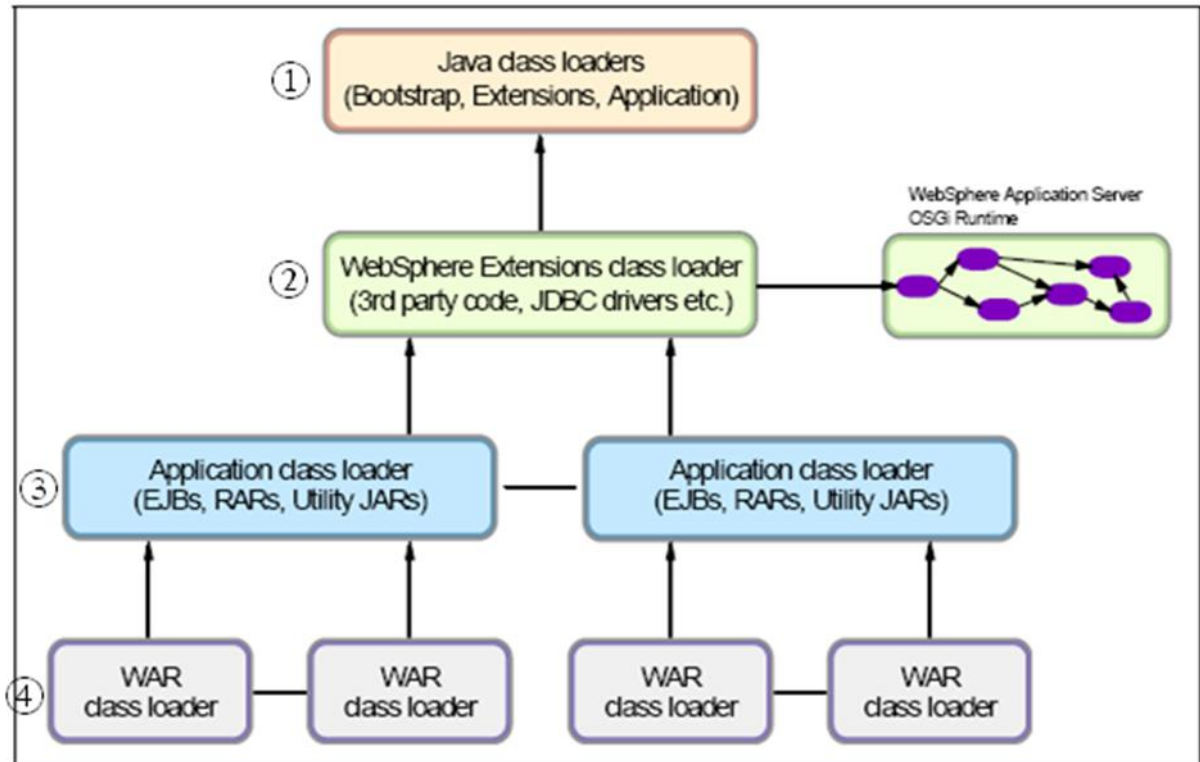 ①
Java class loaders
(Bootstrap, Extensions, Application)
WebSphere Application Server
OSGi Runtime
②
WebSphere Extensions class loader
(3rd party code, JDBC drivers etc.)
③
Application class loader
(EJBs, RARs, Utility JARs)
Application class loader
(EJBs, RARs, Utility JARs)
④
WAR
class loader
WAR
class loader
WAR
class loader
WAR
class loader